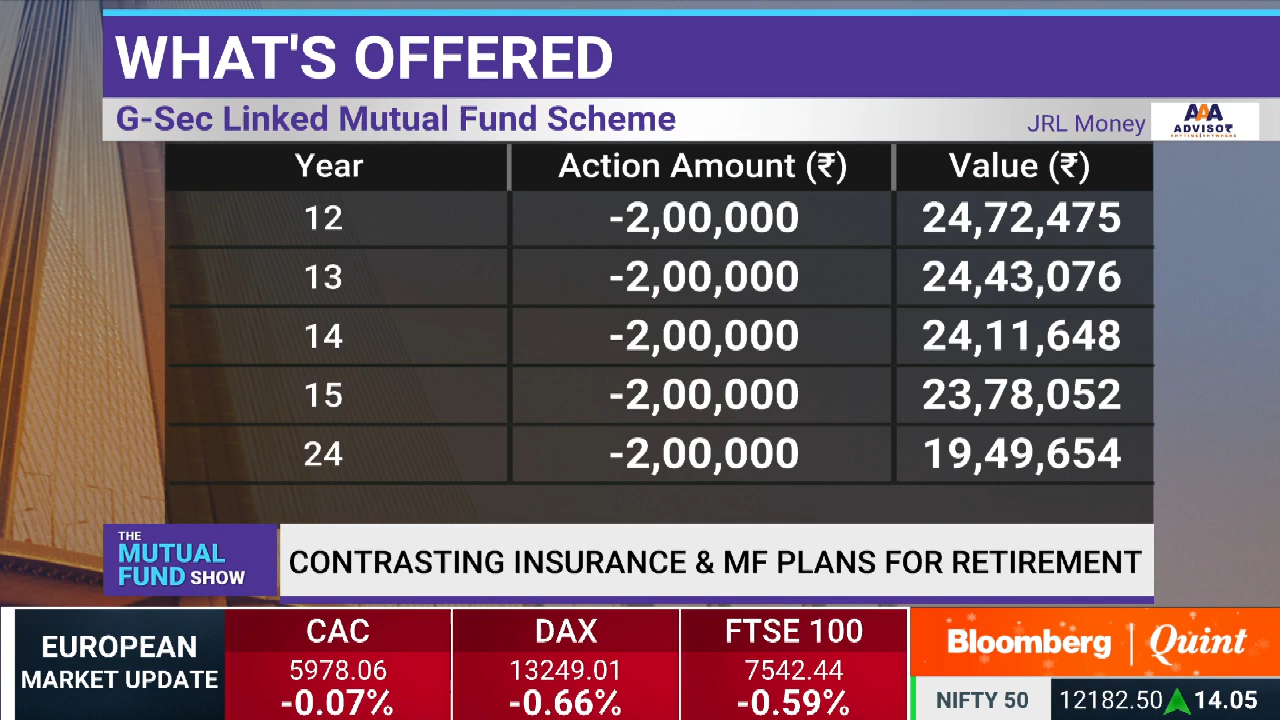 WHAT'S OFFERED
G-Sec Linked Mutual Fund Scheme
JRL Money
AAA
ADVISOR
ANYTIME|ANYWHERE
Year Action Amount (₹) Value (₹)
12 -2,00,000 24,72,475
13 -2,00,000 24,43,076
14 -2,00,000 24,11,648
15 -2,00,000 23,78,052
24 -2,00,000 19,49,654
THE
MUTUAL
FUND SHOW
CONTRASTING INSURANCE & MF PLANS FOR RETIREMENT
EUROPEAN
MARKET UPDATE
CAC
5978.06
-0.07%
DAX
13249.01
-0.66%
FTSE 100
7542.44
-0.59%
Bloomberg | Quint
NIFTY 50 12182.50 ▲ 14.05